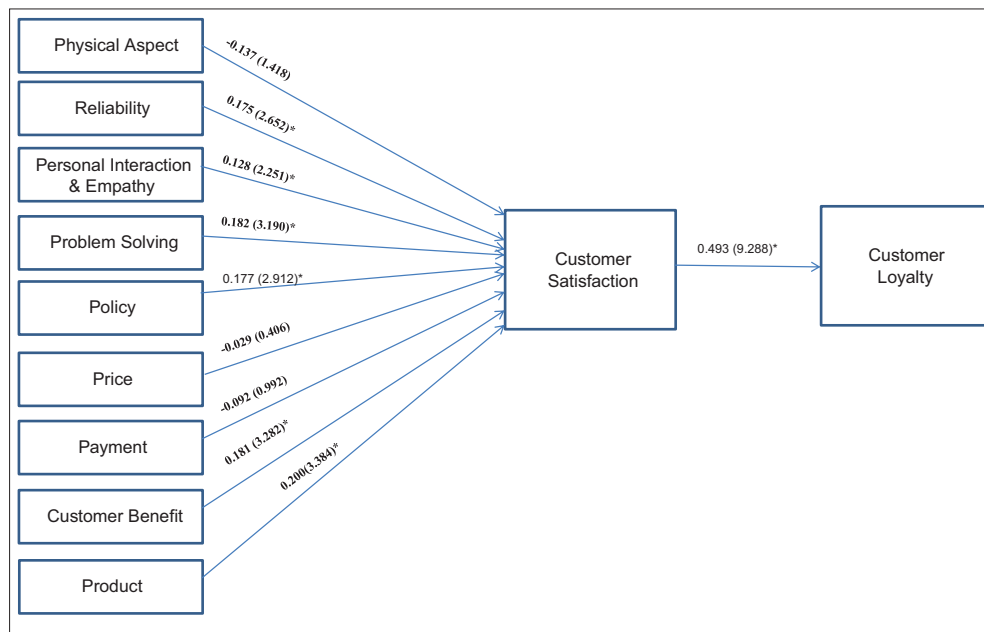 Physical Aspect
-0.137 (1.418)
Reliability
0.175 (2.652)*
Personal Interaction
& Empathy
0.128 (2.251)*
Problem Solving
0.182 (3.190)*
Policy
0.177 (2.912)*
Price
-0.029 (0.406)
Payment
-0.092 (0.992)
Customer Benefit
0.181 (3.282)*
Product
0.200(3.384)*
Customer
Satisfaction
0.493 (9.288)*
Customer
Loyalty